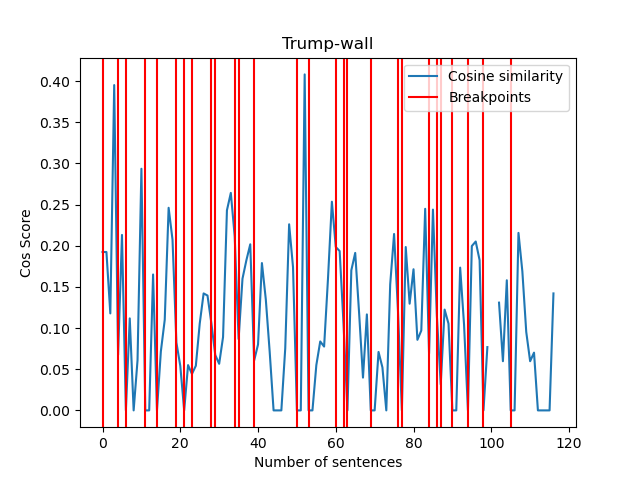 Trump-wall
Cosine similarity
Breakpoints
Cos Score
0.40
0.35
0.30
0.25
0.20
0.15
0.10
0.05
0.00
0 20 40 60 80 100 120
Number of sentences